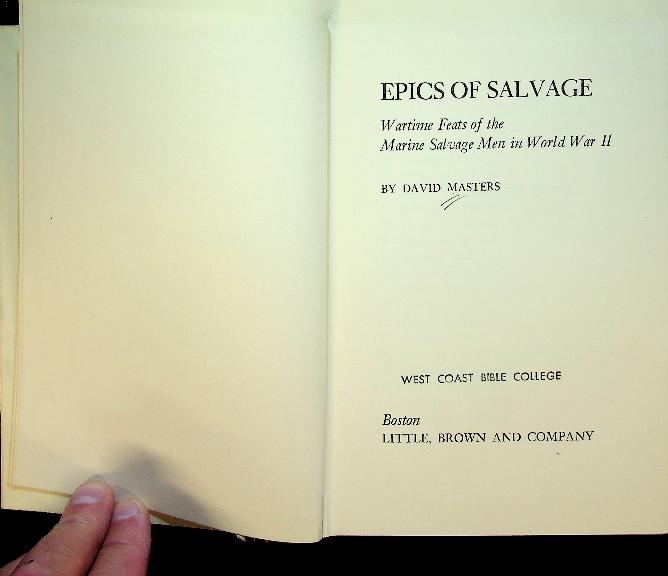 EPICS OF SALVAGE
Wartime Feats of the
Marine Salvage Men in World War II
BY DAVID MASTERS
WEST COAST BIBLE COLLEGE
Boston
LITTLE, BROWN AND COMPANY